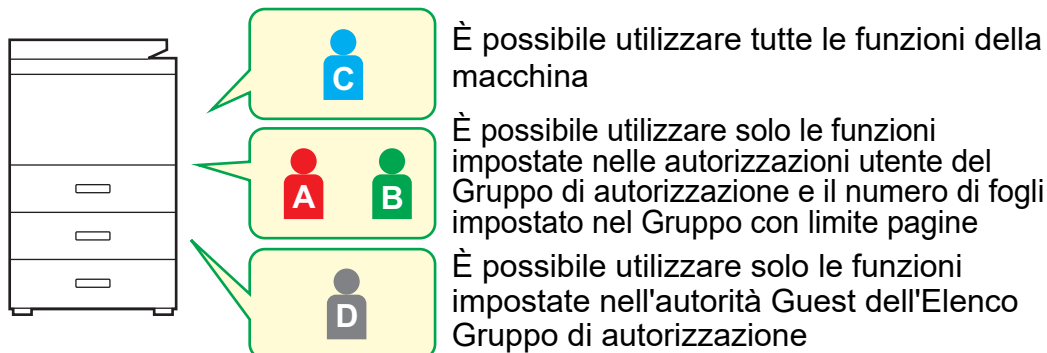 C
È possibile utilizzare tutte le funzioni della
macchina
A B
È possibile utilizzare solo le funzioni
impostate nelle autorizzazioni utente del
Gruppo di autorizzazione e il numero di fogli
impostato nel Gruppo con limite pagine
D
È possibile utilizzare solo le funzioni
impostate nell'autorità Guest dell'Elenco
Gruppo di autorizzazione